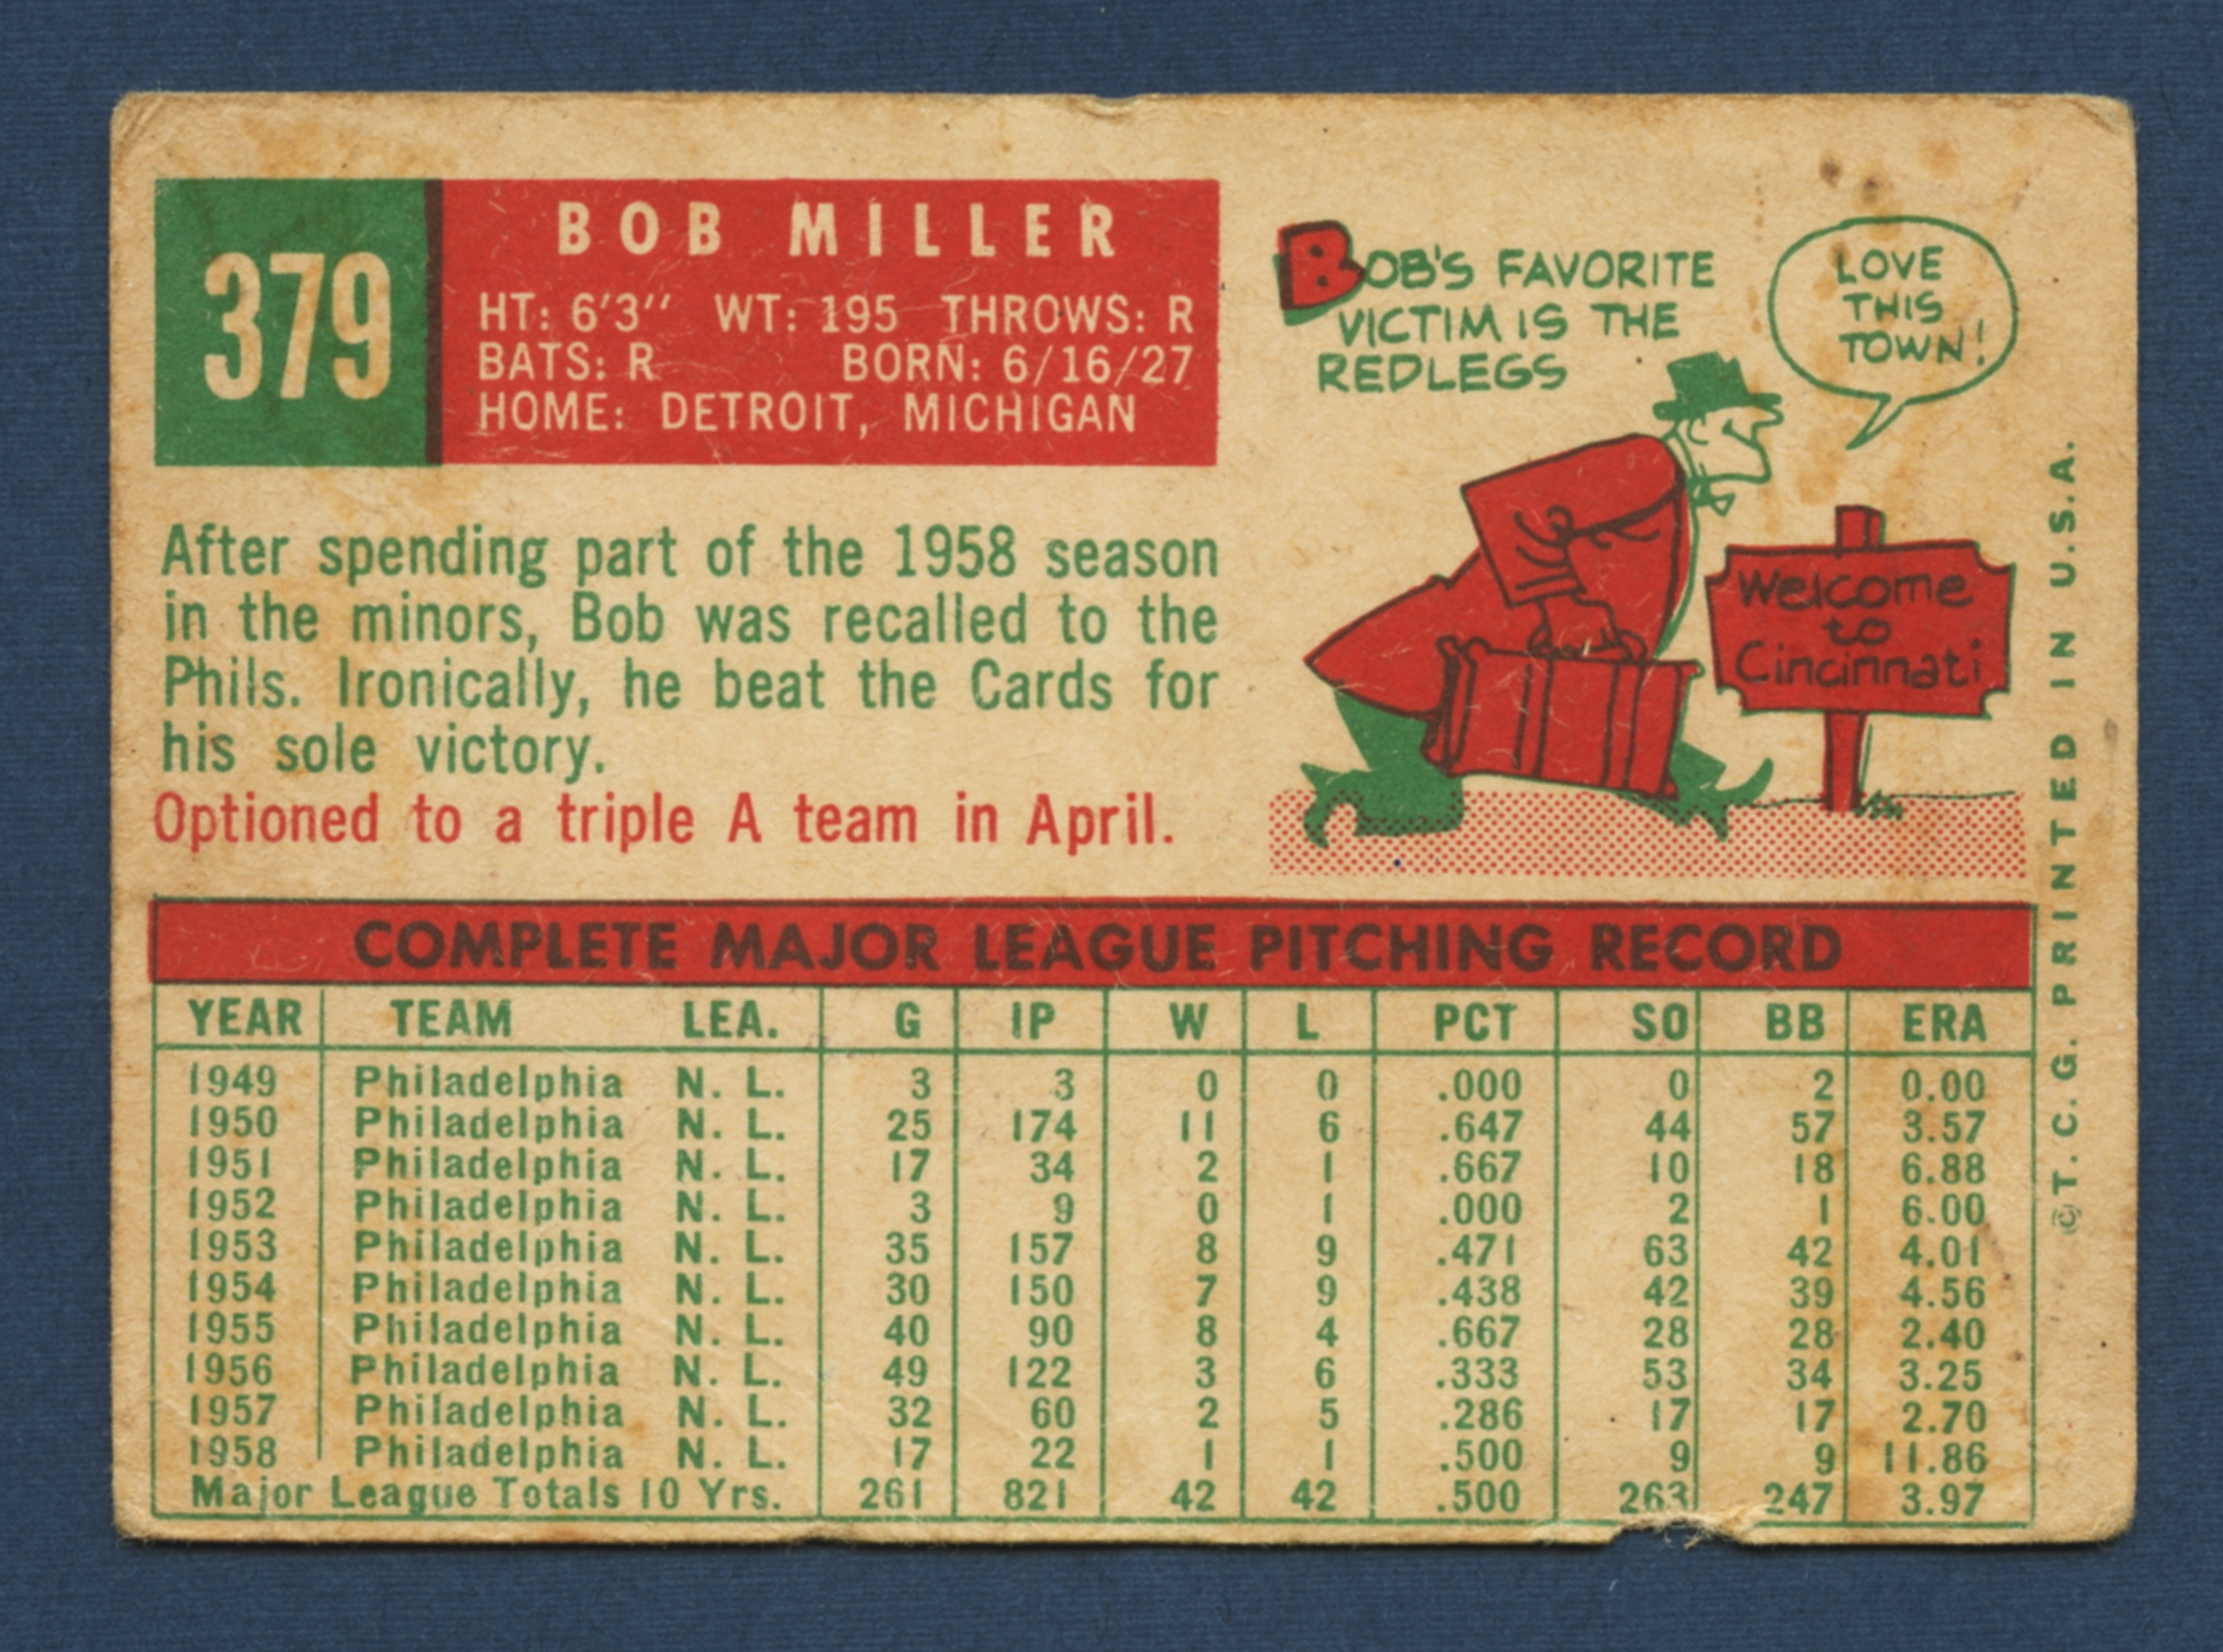 379
BOB MILLER
HT: 6'3" WT: 195 THROWS: R
BATS: R BORN: 6/16/27
HOME: DETROIT, MICHIGAN
After spending part of the 1958 season
in the minors, Bob was recalled to the
Phils. Ironically, he beat the Cards for
his sole victory.
Optioned to a triple A team in April.
BOB'S FAVORITE
VICTIM IS THE
REDLEGS
LOVE
THIS
TOWN!
Welcome
to
Cincinnati
COMPLETE MAJOR LEAGUE PITCHING RECORD
YEAR TEAM LEA. G IP W L PCT SO BB ERA
1949 Philadelphia N. L. 3 3 0 0 .000 0 2 0.00
1950 Philadelphia N. L. 25 174 11 6 .647 44 57 3.57
1951 Philadelphia N. L. 17 34 2 1 .667 10 18 6.88
1952 Philadelphia N. L. 3 9 0 1 .000 2 1 6.00
1953 Philadelphia N. L. 35 157 8 9 .471 63 42 4.01
1954 Philadelphia N. L. 30 150 7 9 .438 42 39 4.56
1955 Philadelphia N. L. 40 90 8 4 .667 28 28 2.40
1956 Philadelphia N. L. 49 122 3 6 .333 53 34 3.25
1957 Philadelphia N. L. 32 60 2 5 .286 17 17 2.70
1958 Philadelphia N. L. 17 22 1 1 .500 9 9 11.86
Major League Totals 10 Yrs. 261 821 42 42 .500 263 247 3.97
©T. C. G. PRINTED IN U.S.A.